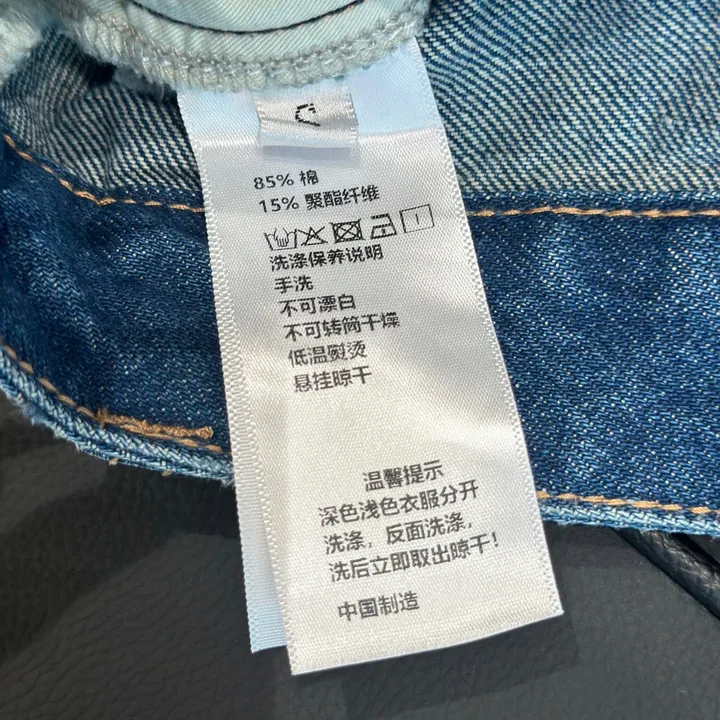 85% 棉
15% 聚酯纤维
洗涤保养说明
手洗
不可漂白
不可转筒干燥
低温熨烫
悬挂晾干
温馨提示
深色浅色衣服分开
洗涤，反面洗涤，
洗后立即取出晾干！
中国制造